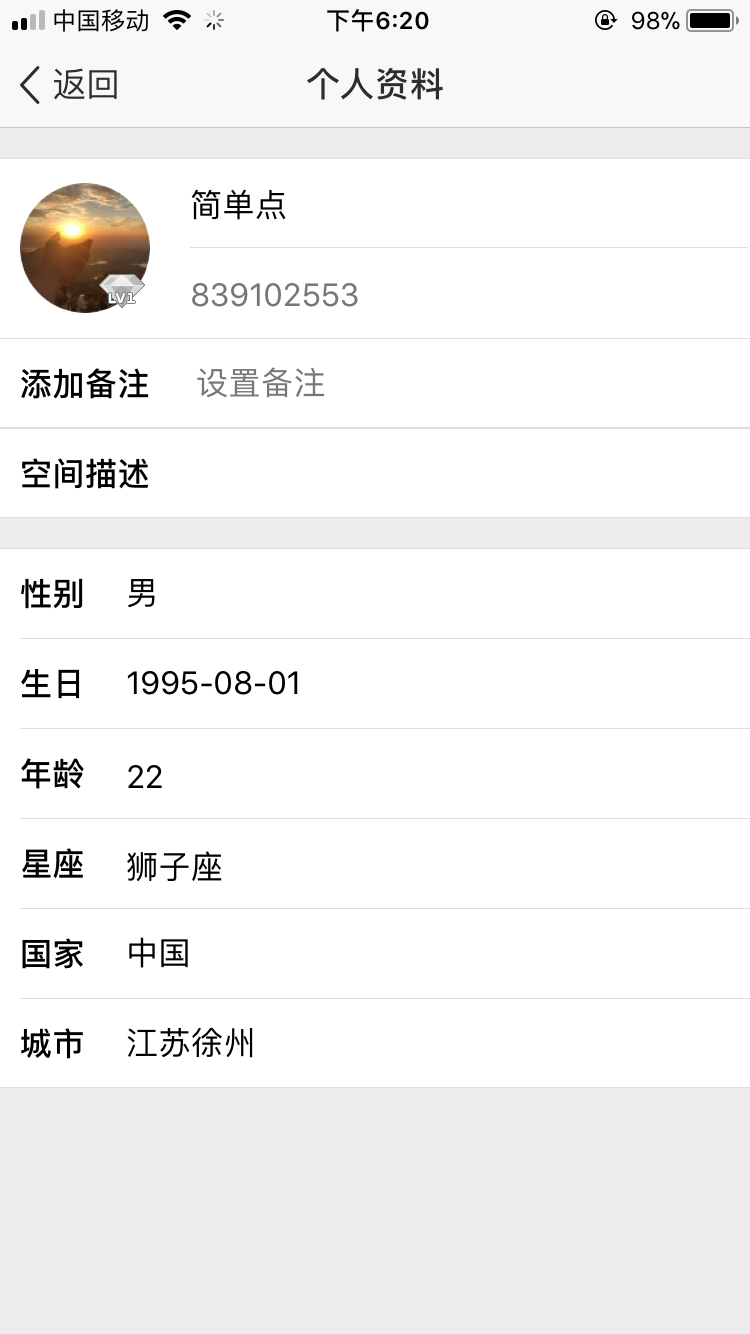 中国移动 下午6:20 98%
返回 个人资料
简单点
LV1
839102553
添加备注 设置备注
空间描述
性别 男
生日 1995-08-01
年龄 22
星座 狮子座
国家 中国
城市 江苏徐州